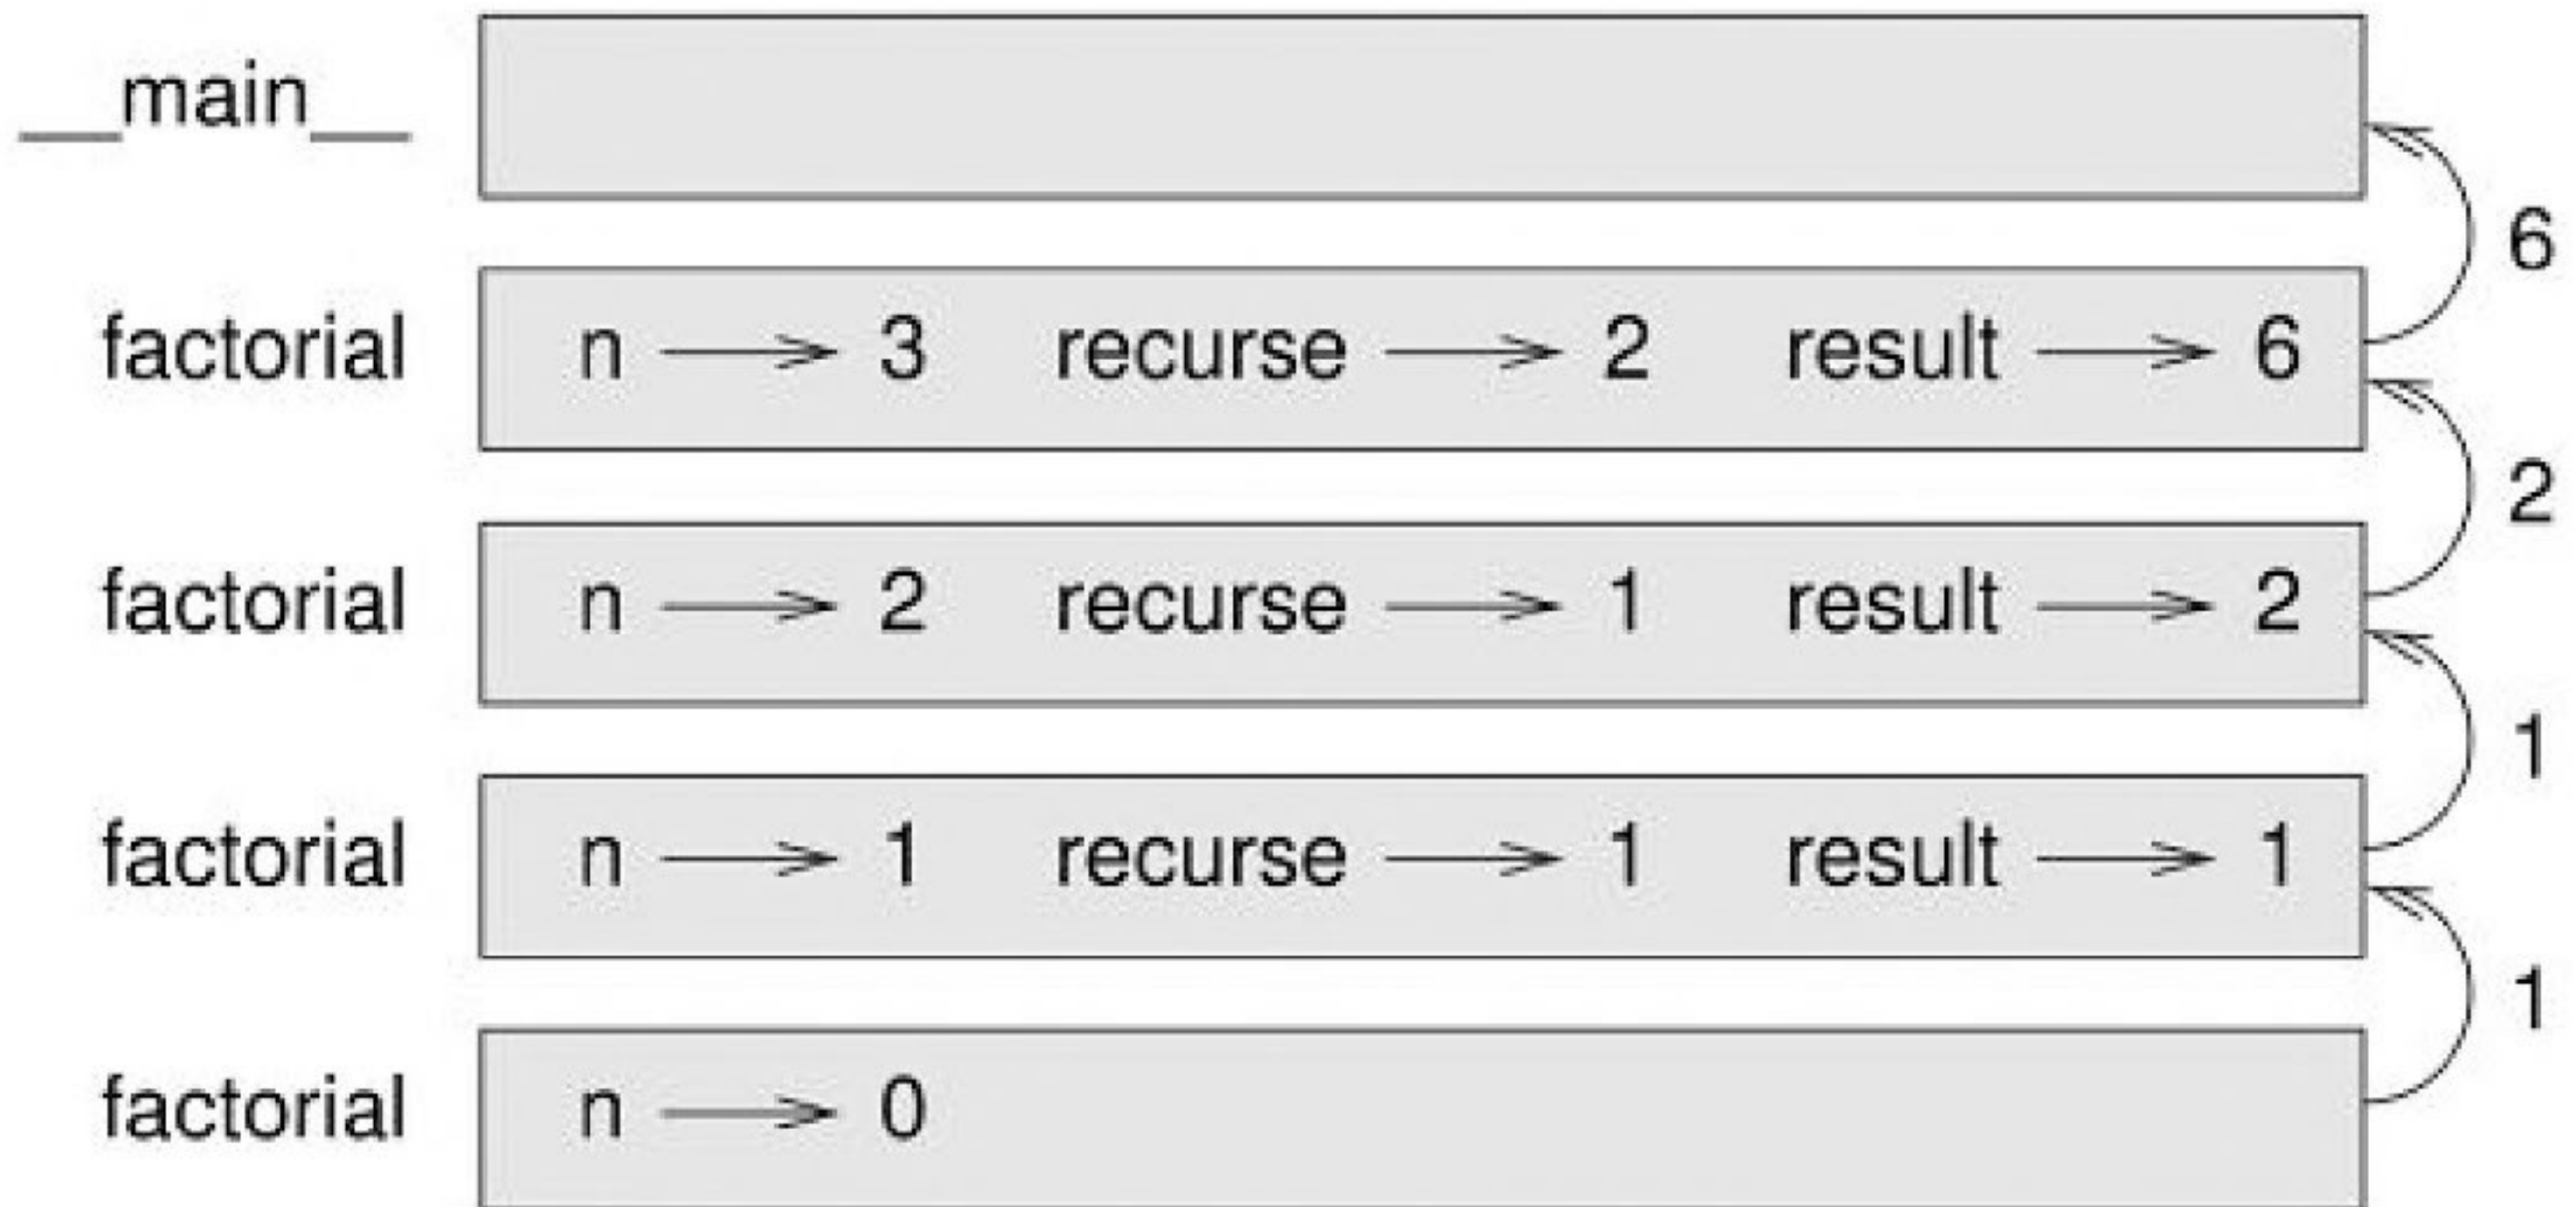 __main__
6
factorial n → 3 recurse → 2 result → 6
2
factorial n → 2 recurse → 1 result → 2
1
factorial n → 1 recurse → 1 result → 1
1
factorial n → 0